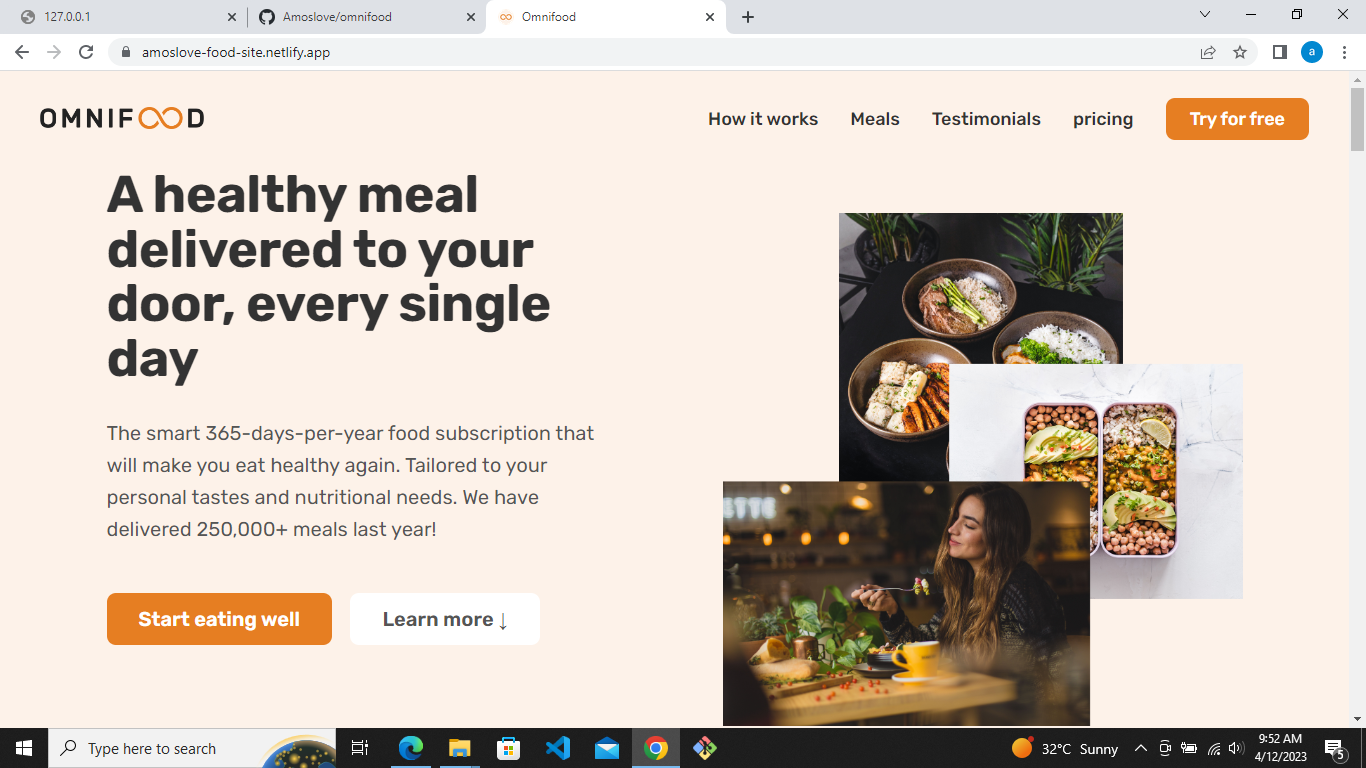 127.0.0.1
Amoslove/omnifood
Omnifood
amoslove-food-site.netlify.app
a
OMNIFOOD
How it works
Meals
Testimonials
pricing
Try for free
A healthy meal
delivered to your
door, every single
day
The smart 365-days-per-year food subscription that
will make you eat healthy again. Tailored to your
personal tastes and nutritional needs. We have
delivered 250,000+ meals last year!
Start eating well
Learn more ↓
Type here to search
32°C Sunny
9:52 AM
4/12/2023
5